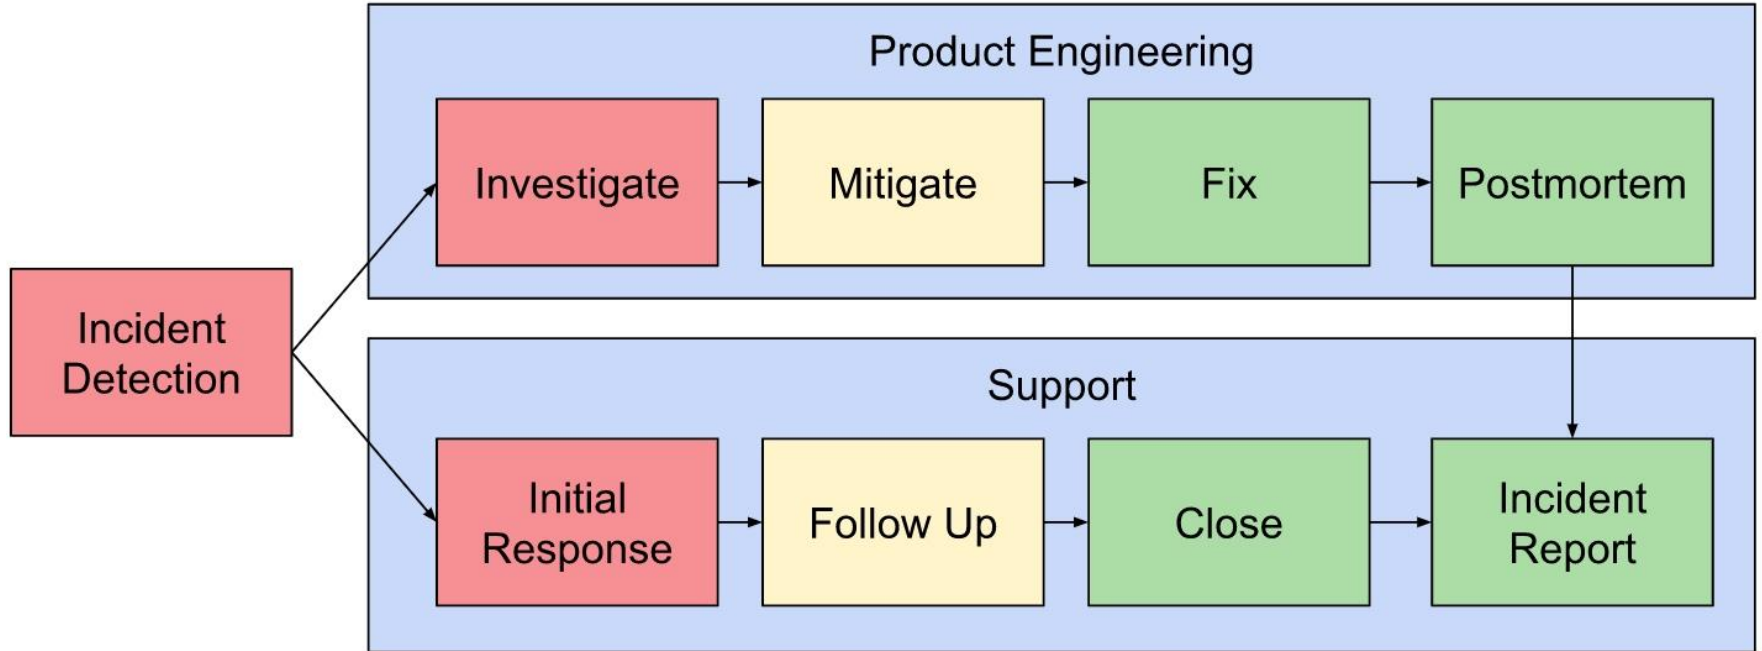 Product Engineering
Investigate
Mitigate
Fix
Postmortem
Incident
Detection
Support
Initial
Response
Follow Up
Close
Incident
Report